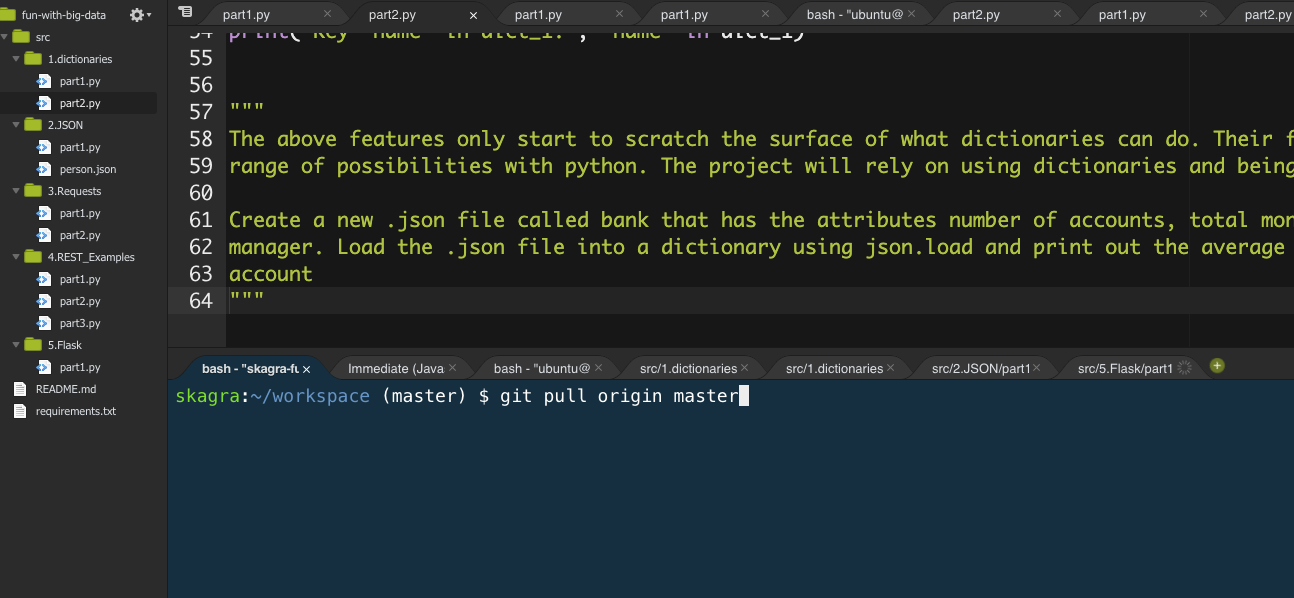 fun-with-big-data
src
1.dictionaries
part1.py
part2.py
2.JSON
part1.py
person.json
3.Requests
part1.py
part2.py
4.REST_Examples
part1.py
part2.py
part3.py
5.Flask
part1.py
README.md
requirements.txt
part1.py part2.py part1.py part1.py bash - "ubuntu@ part2.py part1.py part2.py
54 print("Key 'name' in dict_1:", "name" in dict_1)
55
56
57 """
58 The above features only start to scratch the surface of what dictionaries can do. Their f
59 range of possibilities with python. The project will rely on using dictionaries and being
60
61 Create a new .json file called bank that has the attributes number of accounts, total mon
62 manager. Load the .json file into a dictionary using json.load and print out the average
63 account
64 """
bash - "skagra-fu Immediate (Java bash - "ubuntu@ src/1.dictionaries src/1.dictionaries src/2.JSON/part1 src/5.Flask/part1
skagra:~/workspace (master) $ git pull origin master